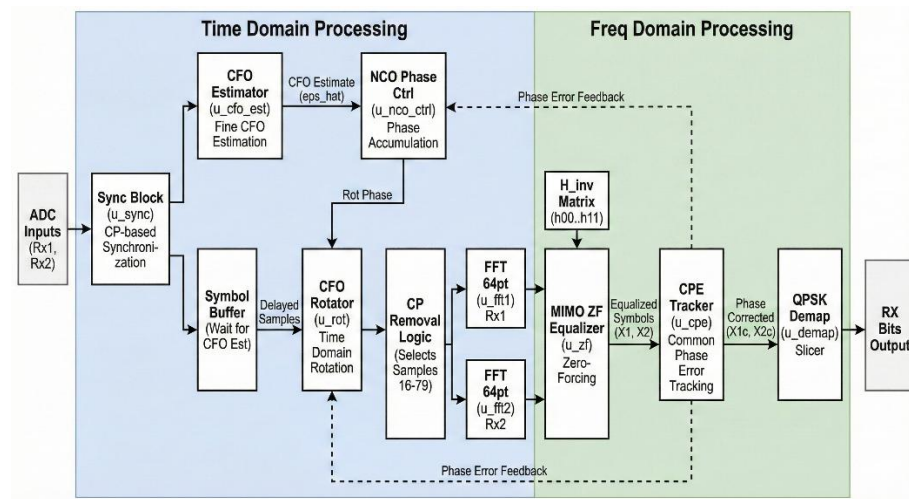 Time Domain Processing
Freq Domain Processing
ADC
Inputs
(Rx1,
Rx2)
Sync Block
(u_sync)
CP-based
Synchroni-
zation
CFO
Estimator
(u_cfo_est)
Fine CFO
Estimation
CFO Estimate
(eps_hat)
NCO Phase
Ctrl
(u_nco_ctrl)
Phase
Accumulation
Phase Error Feedback
Rot Phase
Symbol
Buffer
(Wait for
CFO Est)
Delayed
Samples
CFO
Rotator
(u_rot)
Time
Domain
Rotation
CP
Removal
Logic
(Selects
Samples
16-79)
FFT
64pt
(u_fft1)
Rx1
FFT
64pt
(u_fft2)
Rx2
H_inv
Matrix
(h00..h11)
MIMO ZF
Equalizer
(u_zf)
Zero-
Forcing
Equalized
Symbols
(X1, X2)
CPE
Tracker
(u_cpe)
Common
Phase
Error
Tracking
Phase
Corrected
(X1c, X2c)
QPSK
Demap
(u_demap)
Slicer
RX
Bits
Output
Phase Error Feedback